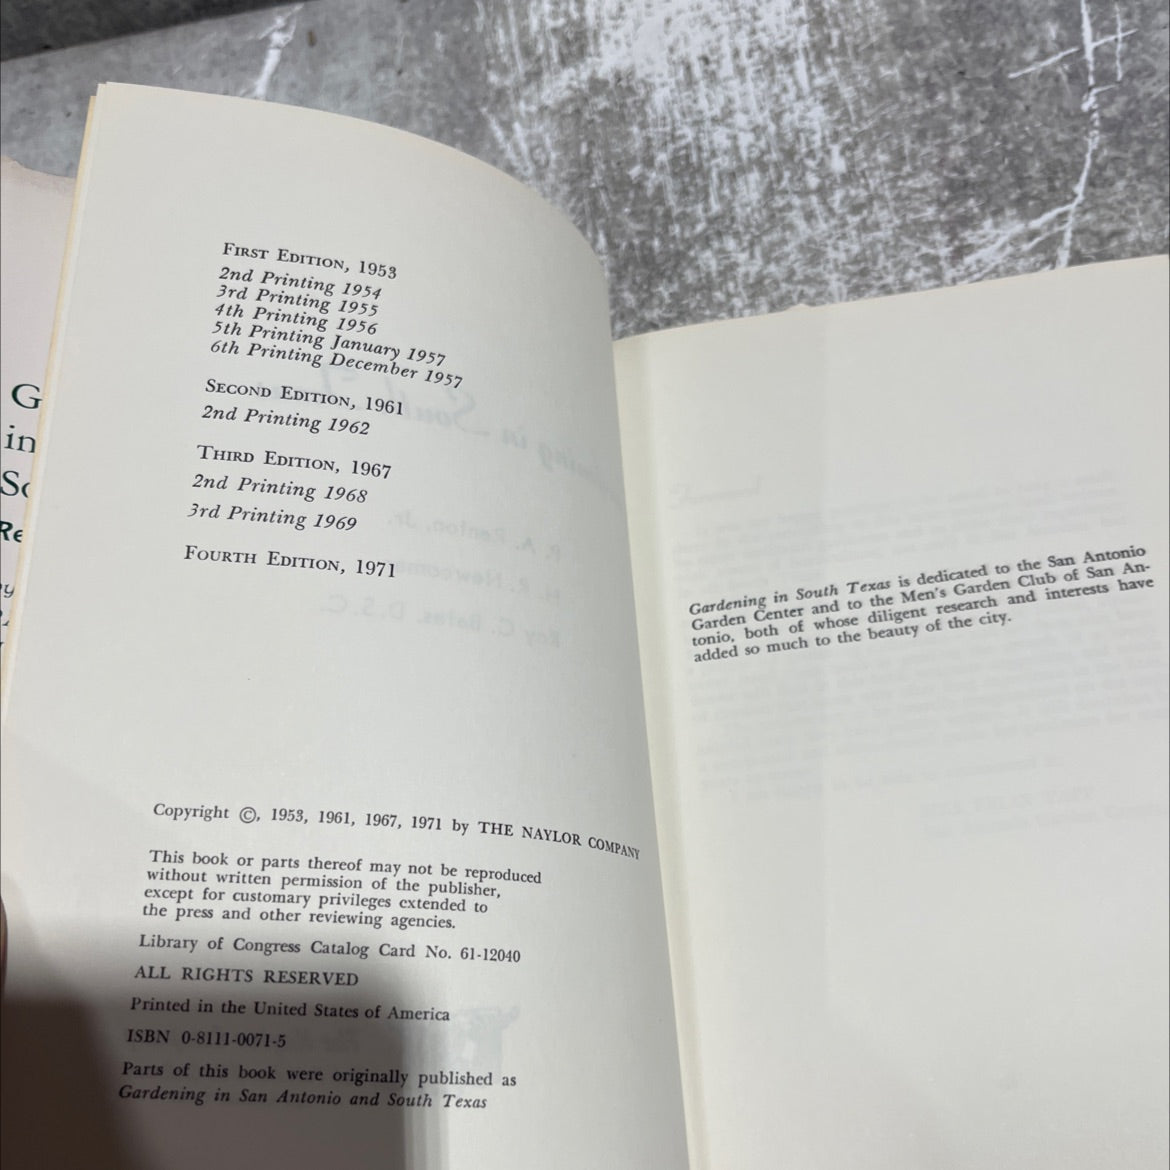 G
in
So
Re
FIRST EDITION, 1953
2nd Printing 1954
3rd Printing 1955
4th Printing 1956
5th Printing January 1957
6th Printing December 1957
SECOND EDITION, 1961
2nd Printing 1962
THIRD EDITION, 1967
2nd Printing 1968
3rd Printing 1969
FOURTH EDITION, 1971
Copyright ©, 1953, 1961, 1967, 1971 by THE NAYLOR COMPANY
This book or parts thereof may not be reproduced
without written permission of the publisher,
except for customary privileges extended to
the press and other reviewing agencies.
Library of Congress Catalog Card No. 61-12040
ALL RIGHTS RESERVED
Printed in the United States of America
ISBN 0-8111-0071-5
Parts of this book were originally published as
Gardening in San Antonio and South Texas
Gardening in South Texas is dedicated to the San Antonio
Garden Center and to the Men's Garden Club of San An-
tonio, both of whose diligent research and interests have
added so much to the beauty of the city.